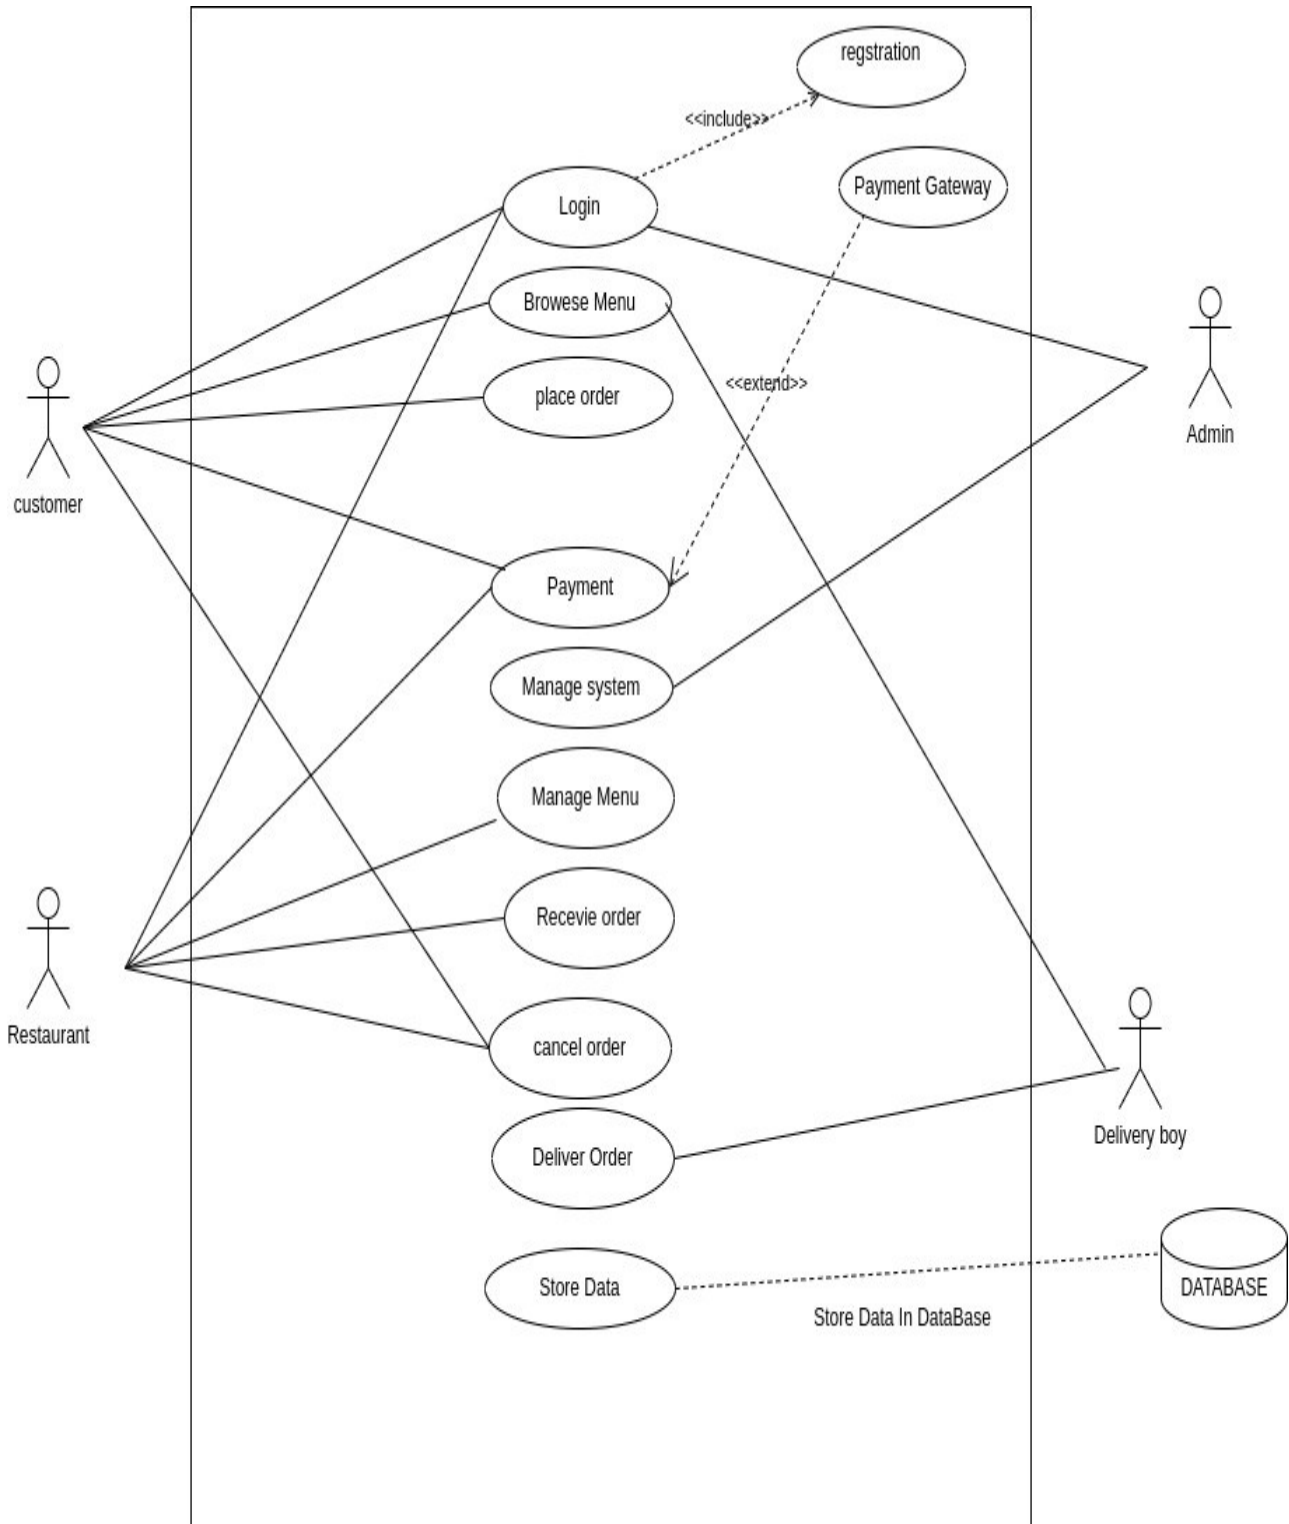 regstration
<<include>>
Payment Gateway
Login
Browese Menu
<<extend>>
place order
Admin
customer
Payment
Manage system
Manage Menu
Recevie order
Restaurant
cancel order
Delivery boy
Deliver Order
Store Data
DATABASE
Store Data In DataBase